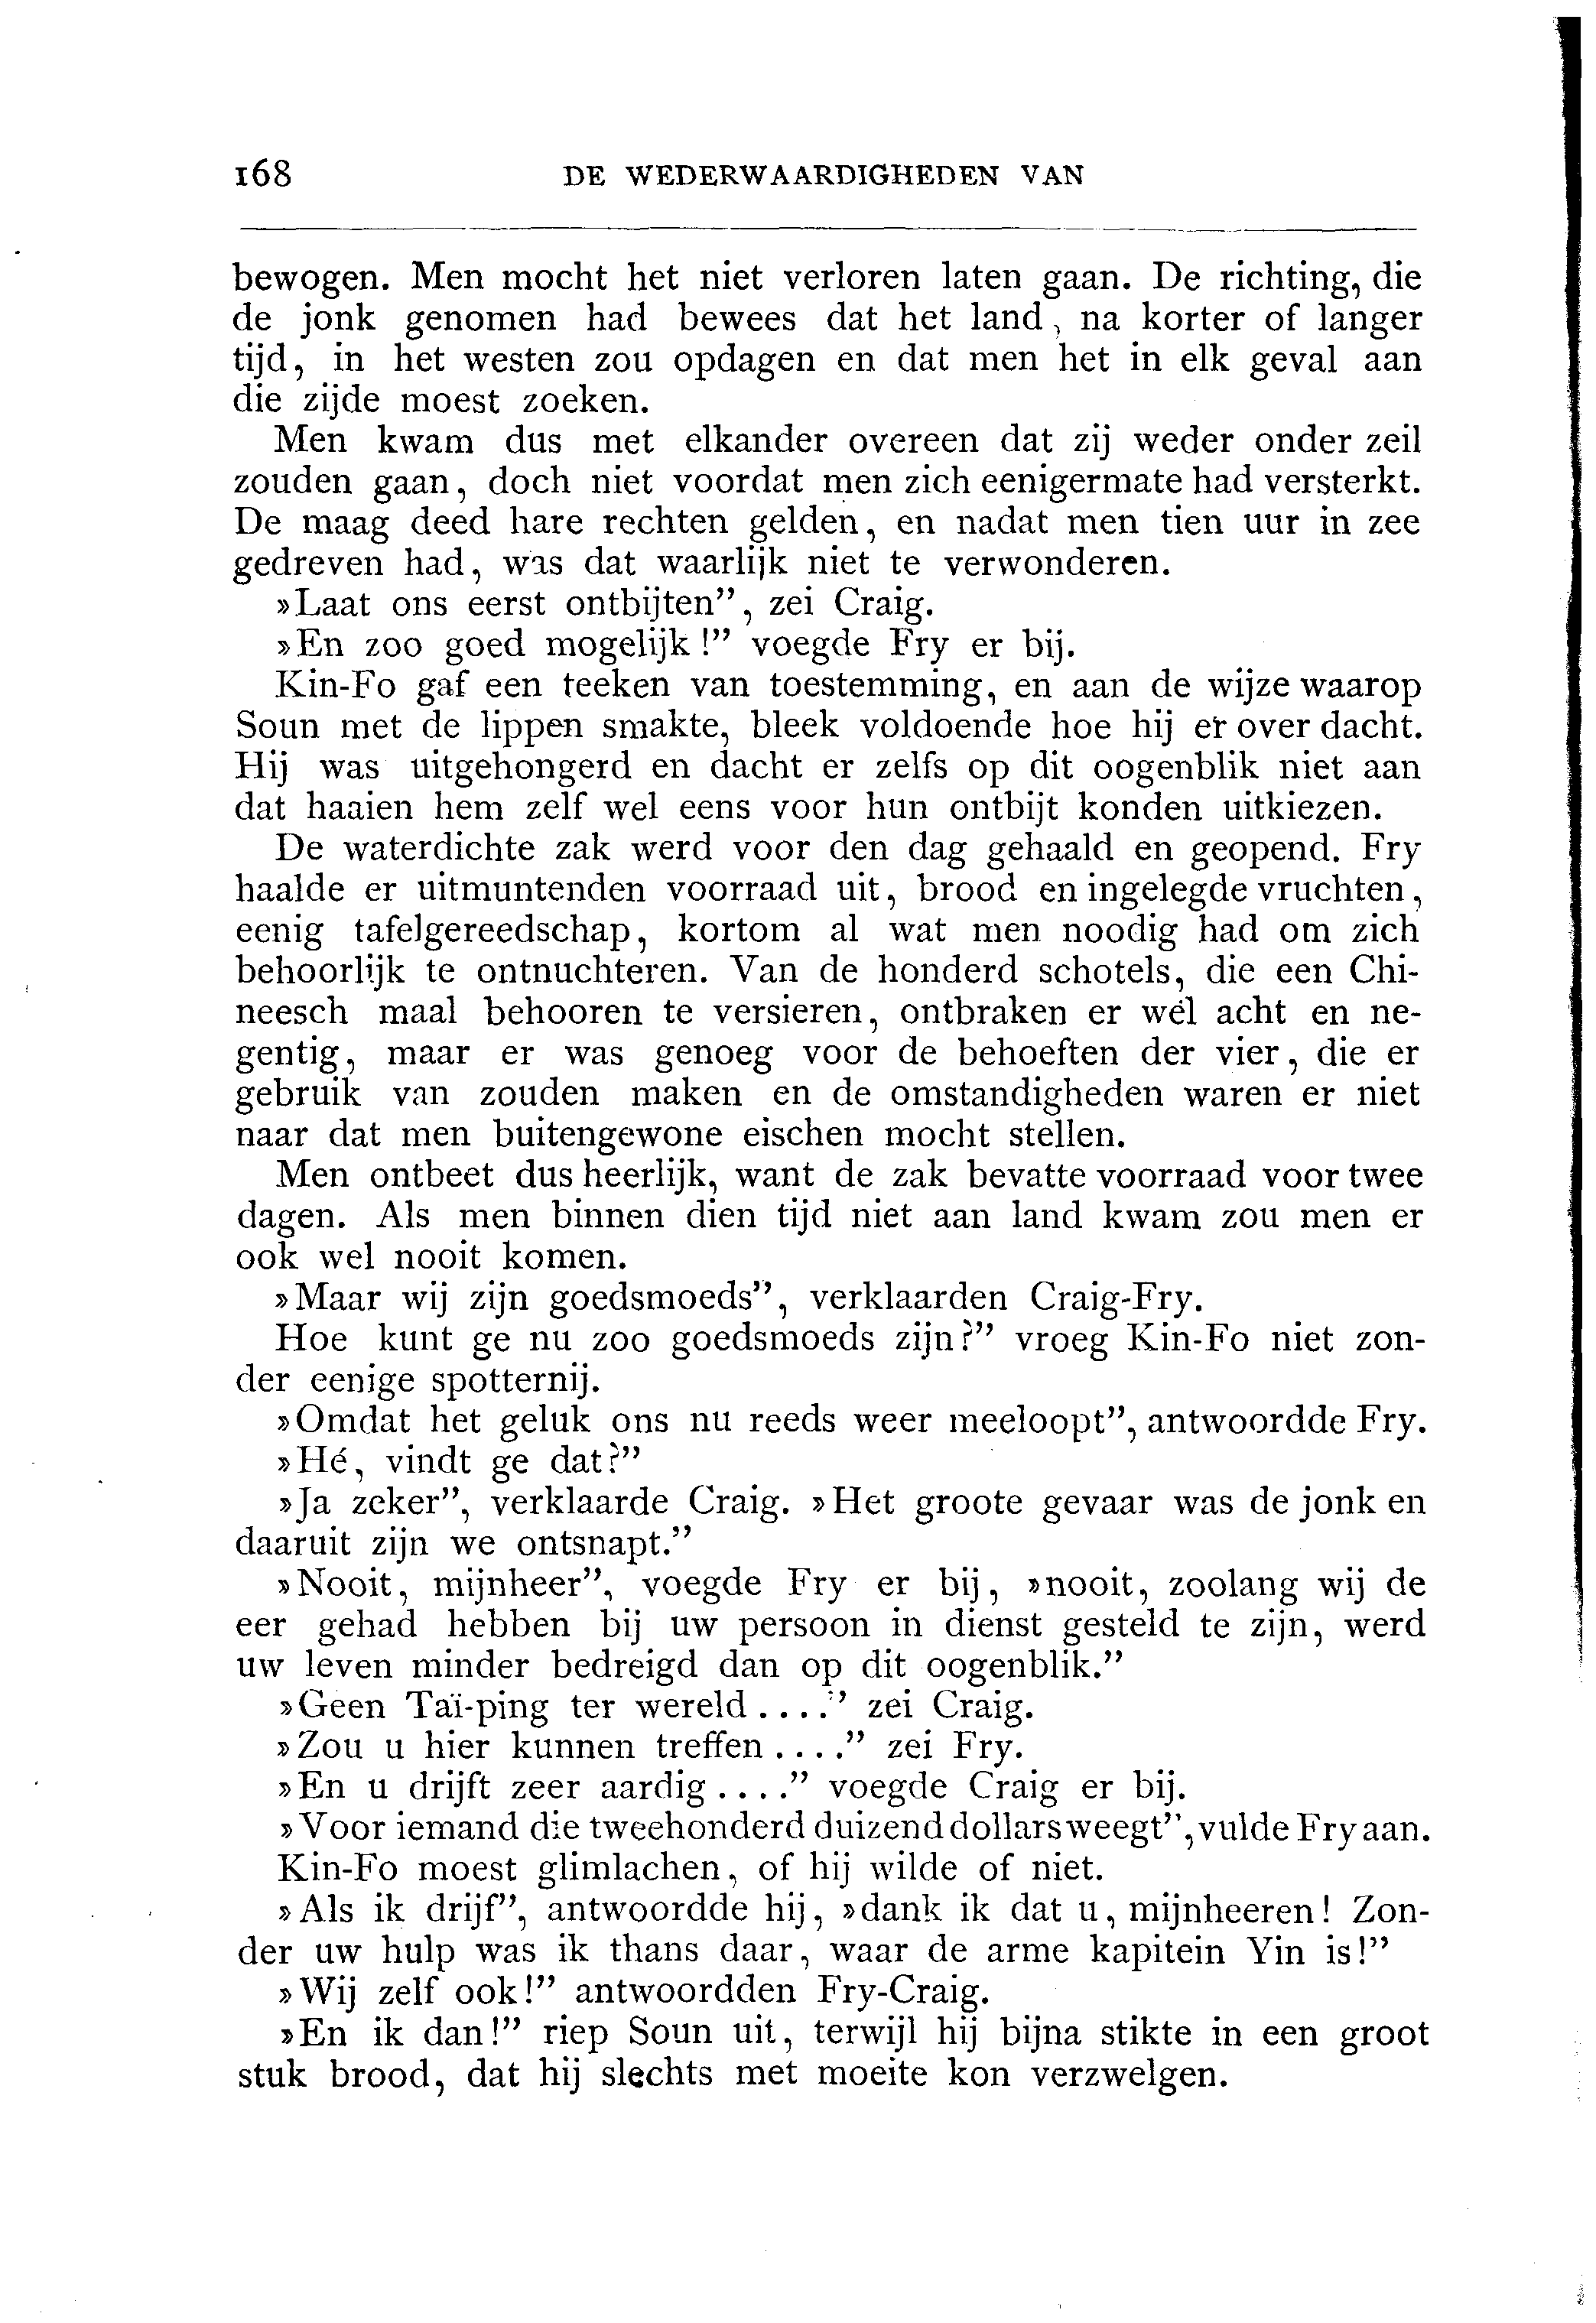 168 DE WEDERWAARDIGHEDEN VAN
bewogen. Men mocht het niet verloren laten gaan. De richting, die
de jonk genomen had bewees dat het land, na korter of langer
tijd, in het westen zou opdagen en dat men het in elk geval aan
die zijde moest zoeken.
Men kwam dus met elkander overeen dat zij weder onder zeil
zouden gaan, doch niet voordat men zich eenigermate had versterkt.
De maag deed hare rechten gelden, en nadat men tien uur in zee
gedreven had, was dat waarlijk niet te verwonderen.
»Laat ons eerst ontbijten”, zei Craig.
»En zoo goed mogelijk!” voegde Fry er bij.
Kin-Fo gaf een teeken van toestemming, en aan de wijze waarop
Soun met de lippen smakte, bleek voldoende hoe hij er over dacht.
Hij was uitgehongerd en dacht er zelfs op dit oogenblik niet aan
dat haaien hem zelf wel eens voor hun ontbijt konden uitkiezen.
De waterdichte zak werd voor den dag gehaald en geopend. Fry
haalde er uitmuntenden voorraad uit, brood en ingelegde vruchten,
eenig tafelgereedschap, kortom al wat men noodig had om zich
behoorlijk te ontnuchteren. Van de honderd schotels, die een Chi-
neesch maal behooren te versieren, ontbraken er wél acht en ne-
gentig, maar er was genoeg voor de behoeften der vier, die er
gebruik van zouden maken en de omstandigheden waren er niet
naar dat men buitengewone eischen mocht stellen.
Men ontbeet dus heerlijk, want de zak bevatte voorraad voor twee
dagen. Als men binnen dien tijd niet aan land kwam zou men er
ook wel nooit komen.
»Maar wij zijn goedsmoeds”, verklaarden Craig-Fry.
Hoe kunt ge nu zoo goedsmoeds zijn?” vroeg Kin-Fo niet zon-
der eenige spotternij.
»Omdat het geluk ons nu reeds weer meeloopt”, antwoordde Fry.
»Hé, vindt ge dat?”
»Ja zeker”, verklaarde Craig. »Het groote gevaar was de jonk en
daaruit zijn we ontsnapt.”
»Nooit, mijnheer”, voegde Fry er bij, »nooit, zoolang wij de
eer gehad hebben bij uw persoon in dienst gesteld te zijn, werd
uw leven minder bedreigd dan op dit oogenblik.”
»Geen Taï-ping ter wereld....” zei Craig.
»Zou u hier kunnen treffen....” zei Fry.
»En u drijft zeer aardig....” voegde Craig er bij.
»Voor iemand die tweehonderd duizend dollars weegt”, vulde Fry aan.
Kin-Fo moest glimlachen, of hij wilde of niet.
»Als ik drijf”, antwoordde hij, »dank ik dat u, mijnheeren! Zon-
der uw hulp was ik thans daar, waar de arme kapitein Yin is!”
»Wij zelf ook!” antwoordden Fry-Craig.
»En ik dan!” riep Soun uit, terwijl hij bijna stikte in een groot
stuk brood, dat hij slechts met moeite kon verzwelgen.